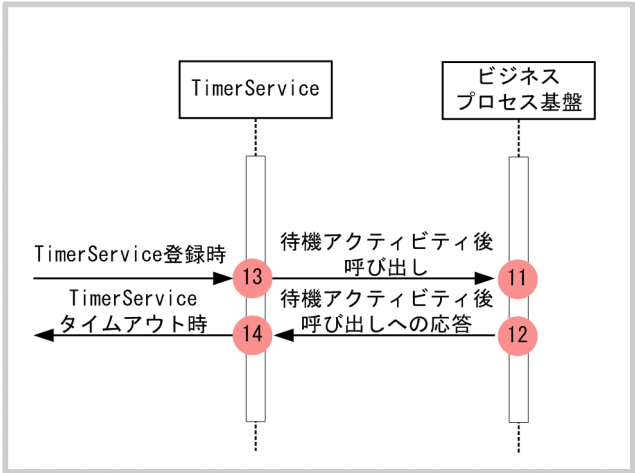 TimerService
ビジネス
プロセス基盤
TimerService登録時
待機アクティビティ後
呼び出し
13
11
TimerService
タイムアウト時
待機アクティビティ後
呼び出しへの応答
14
12